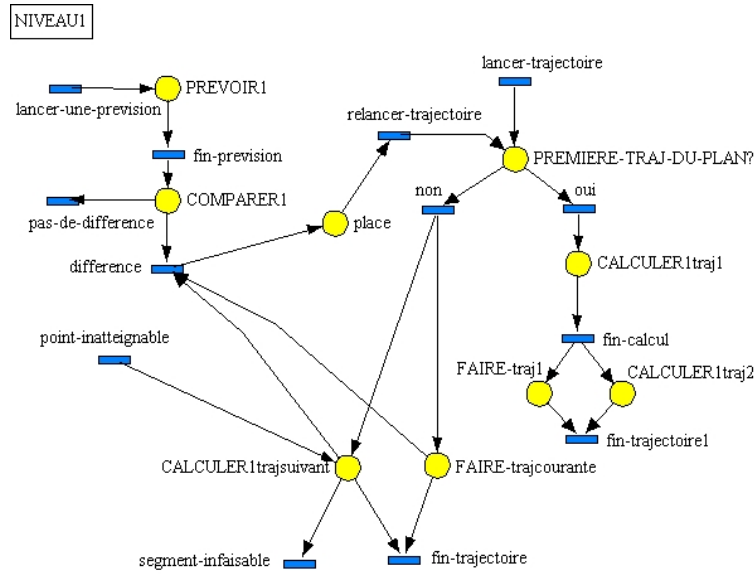 NIVEAU1
lancer-trajectoire
PREVOIR1
lancer-une-prevision
relancer-trajectoire
fin-prevision
PREMIERE-TRAJ-DU-PLAN?
COMPARER1
non
oui
pas-de-difference
place
difference
CALCULER1traj1
point-inatteignable
fin-calcul
FAIRE-traj1
CALCULER1traj2
fin-trajectoire1
CALCULER1trajsuivant
FAIRE-trajcourante
segment-infaisable
fin-trajectoire